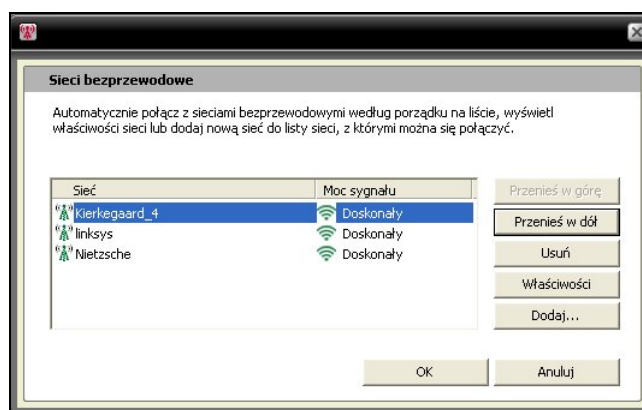 Sieci bezprzewodowe
Automatycznie połącz z sieciami bezprzewodowymi według porządku na liście, wyświetl
właściwości sieci lub dodaj nową sieć do listy sieci, z którymi można się połączyć.
Sieć Moc sygnału
Kierkegaard_4 Doskonały
linksys Doskonały
Nietzsche Doskonały
Przenieś w górę
Przenieś w dół
Usuń
Właściwości
Dodaj...
OK Anuluj